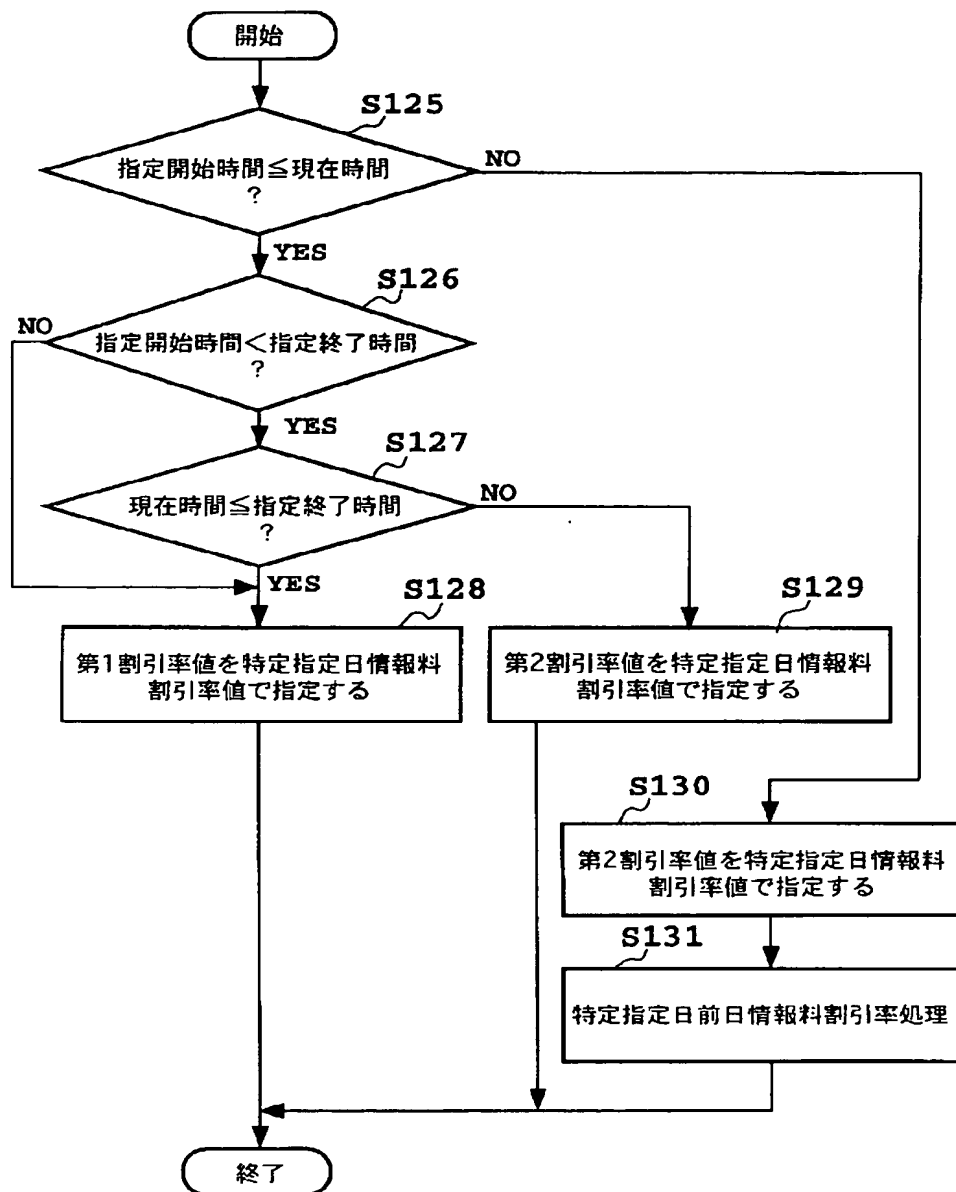 開始
S125
指定開始時間≦現在時間
?
NO
YES
S126
NO
指定開始時間<指定終了時間
?
YES
S127
現在時間≦指定終了時間
?
NO
YES
S128
第1割引率値を特定指定日情報料
割引率値で指定する
S129
第2割引率値を特定指定日情報料
割引率値で指定する
S130
第2割引率値を特定指定日情報料
割引率値で指定する
S131
特定指定日前日情報料割引率処理
終了